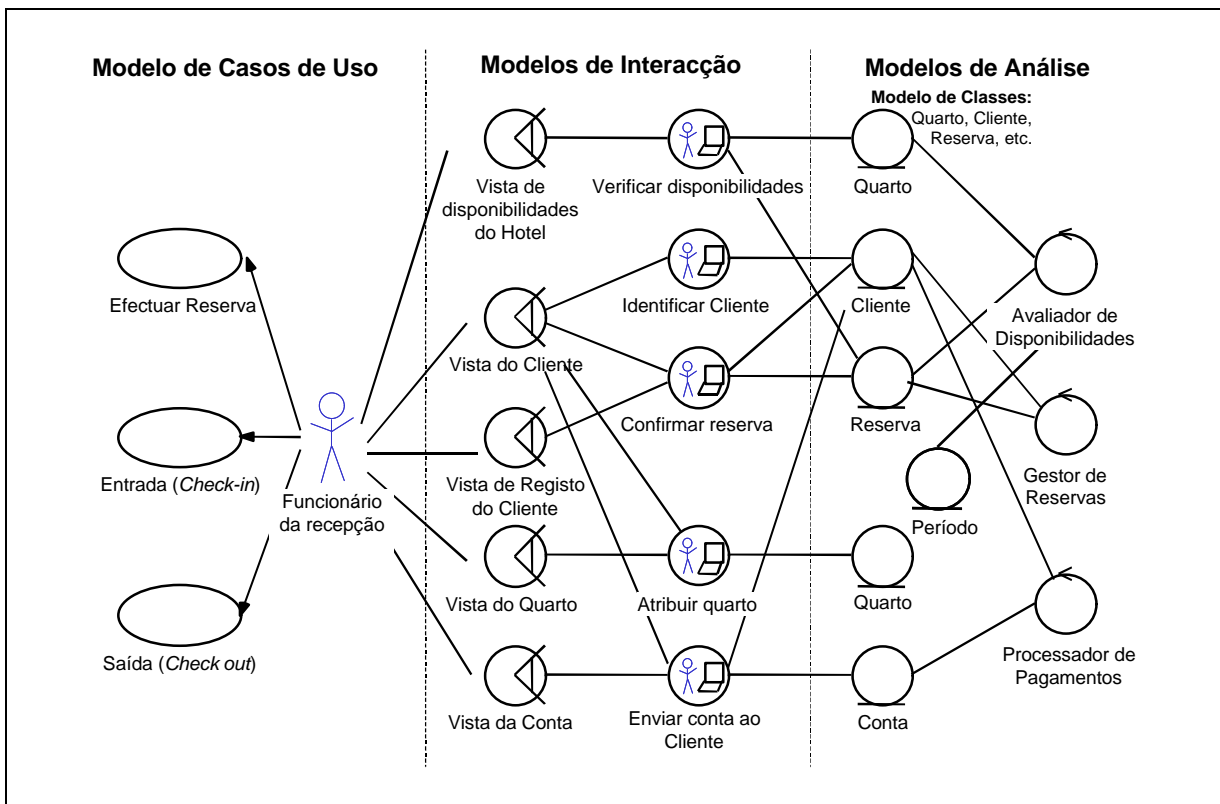 Modelo de Casos de Uso
Modelos de Interacção
Modelos de Análise
Modelo de Classes:
Quarto, Cliente,
Reserva, etc.
Vista de
disponibilidades
do Hotel
Verificar disponibilidades
Quarto
Efectuar Reserva
Identificar Cliente
Cliente
Avaliador de
Disponibilidades
Vista do Cliente
Confirmar reserva
Reserva
Entrada (Check-in)
Funcionário
da recepção
Vista de Registo
do Cliente
Gestor de
Reservas
Período
Vista do Quarto
Atribuir quarto
Quarto
Saída (Check out)
Processador de
Pagamentos
Vista da Conta
Enviar conta ao
Cliente
Conta